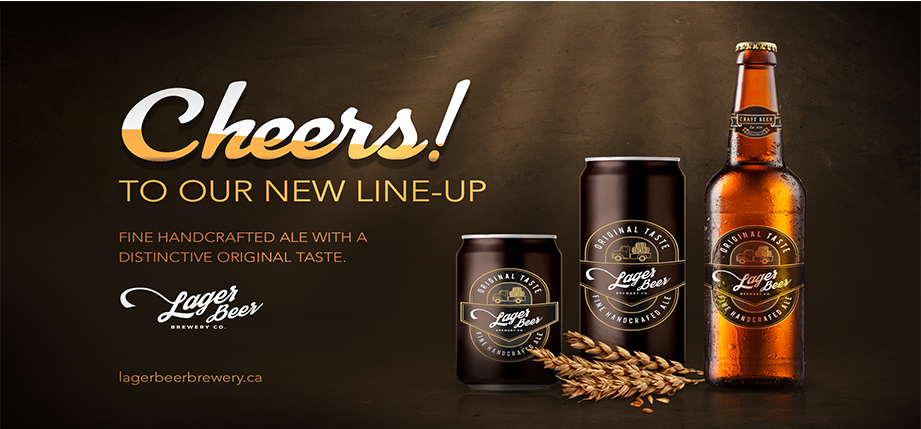 Cheers!
TO OUR NEW LINE-UP
FINE HANDCRAFTED ALE WITH A
DISTINCTIVE ORIGINAL TASTE.
Lager
Beer
BREWERY CO.
lagerbeerbrewery.ca
ORIGINAL TASTE
Lager
Beer
BREWERY CO.
FINE HANDCRAFTED ALE
ORIGINAL TASTE
Lager
Beer
BREWERY CO.
FINE HANDCRAFED ALE
CRAFT BEER
ORIGINAL TASTE
Lager
Beer
FINE HANDCRAFTED ALE